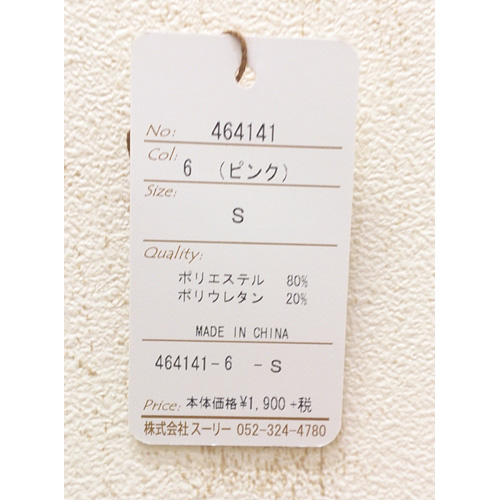 No: 464141
Col: 6 (ピンク)
Size:
S
Quality:
ポリエステル 80%
ポリウレタン 20%
MADE IN CHINA
464141-6 -S
Price: 本体価格¥1,900+税
株式会社スーリー 052-324-4780